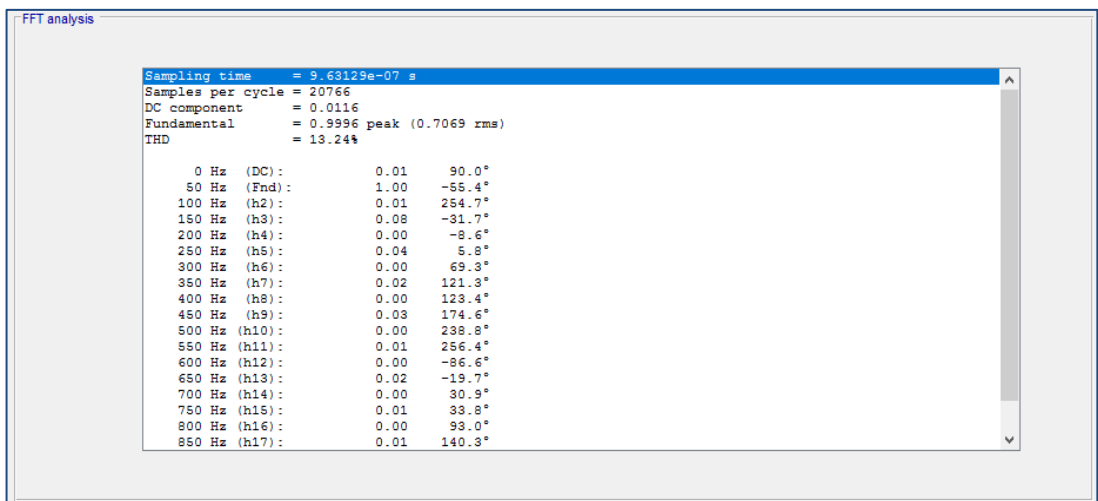 FFT analysis
Sampling time = 9.63129e-07 s
Samples per cycle = 20766
DC component = 0.0116
Fundamental = 0.9996 peak (0.7069 rms)
THD = 13.24%
0 Hz (DC): 0.01 90.0°
50 Hz (Fnd): 1.00 -55.4°
100 Hz (h2): 0.01 254.7°
150 Hz (h3): 0.08 -31.7°
200 Hz (h4): 0.00 -8.6°
250 Hz (h5): 0.04 5.8°
300 Hz (h6): 0.00 69.3°
350 Hz (h7): 0.02 121.3°
400 Hz (h8): 0.00 123.4°
450 Hz (h9): 0.03 174.6°
500 Hz (h10): 0.00 238.8°
550 Hz (h11): 0.01 256.4°
600 Hz (h12): 0.00 -86.6°
650 Hz (h13): 0.02 -19.7°
700 Hz (h14): 0.00 30.9°
750 Hz (h15): 0.01 33.8°
800 Hz (h16): 0.00 93.0°
850 Hz (h17): 0.01 140.3°